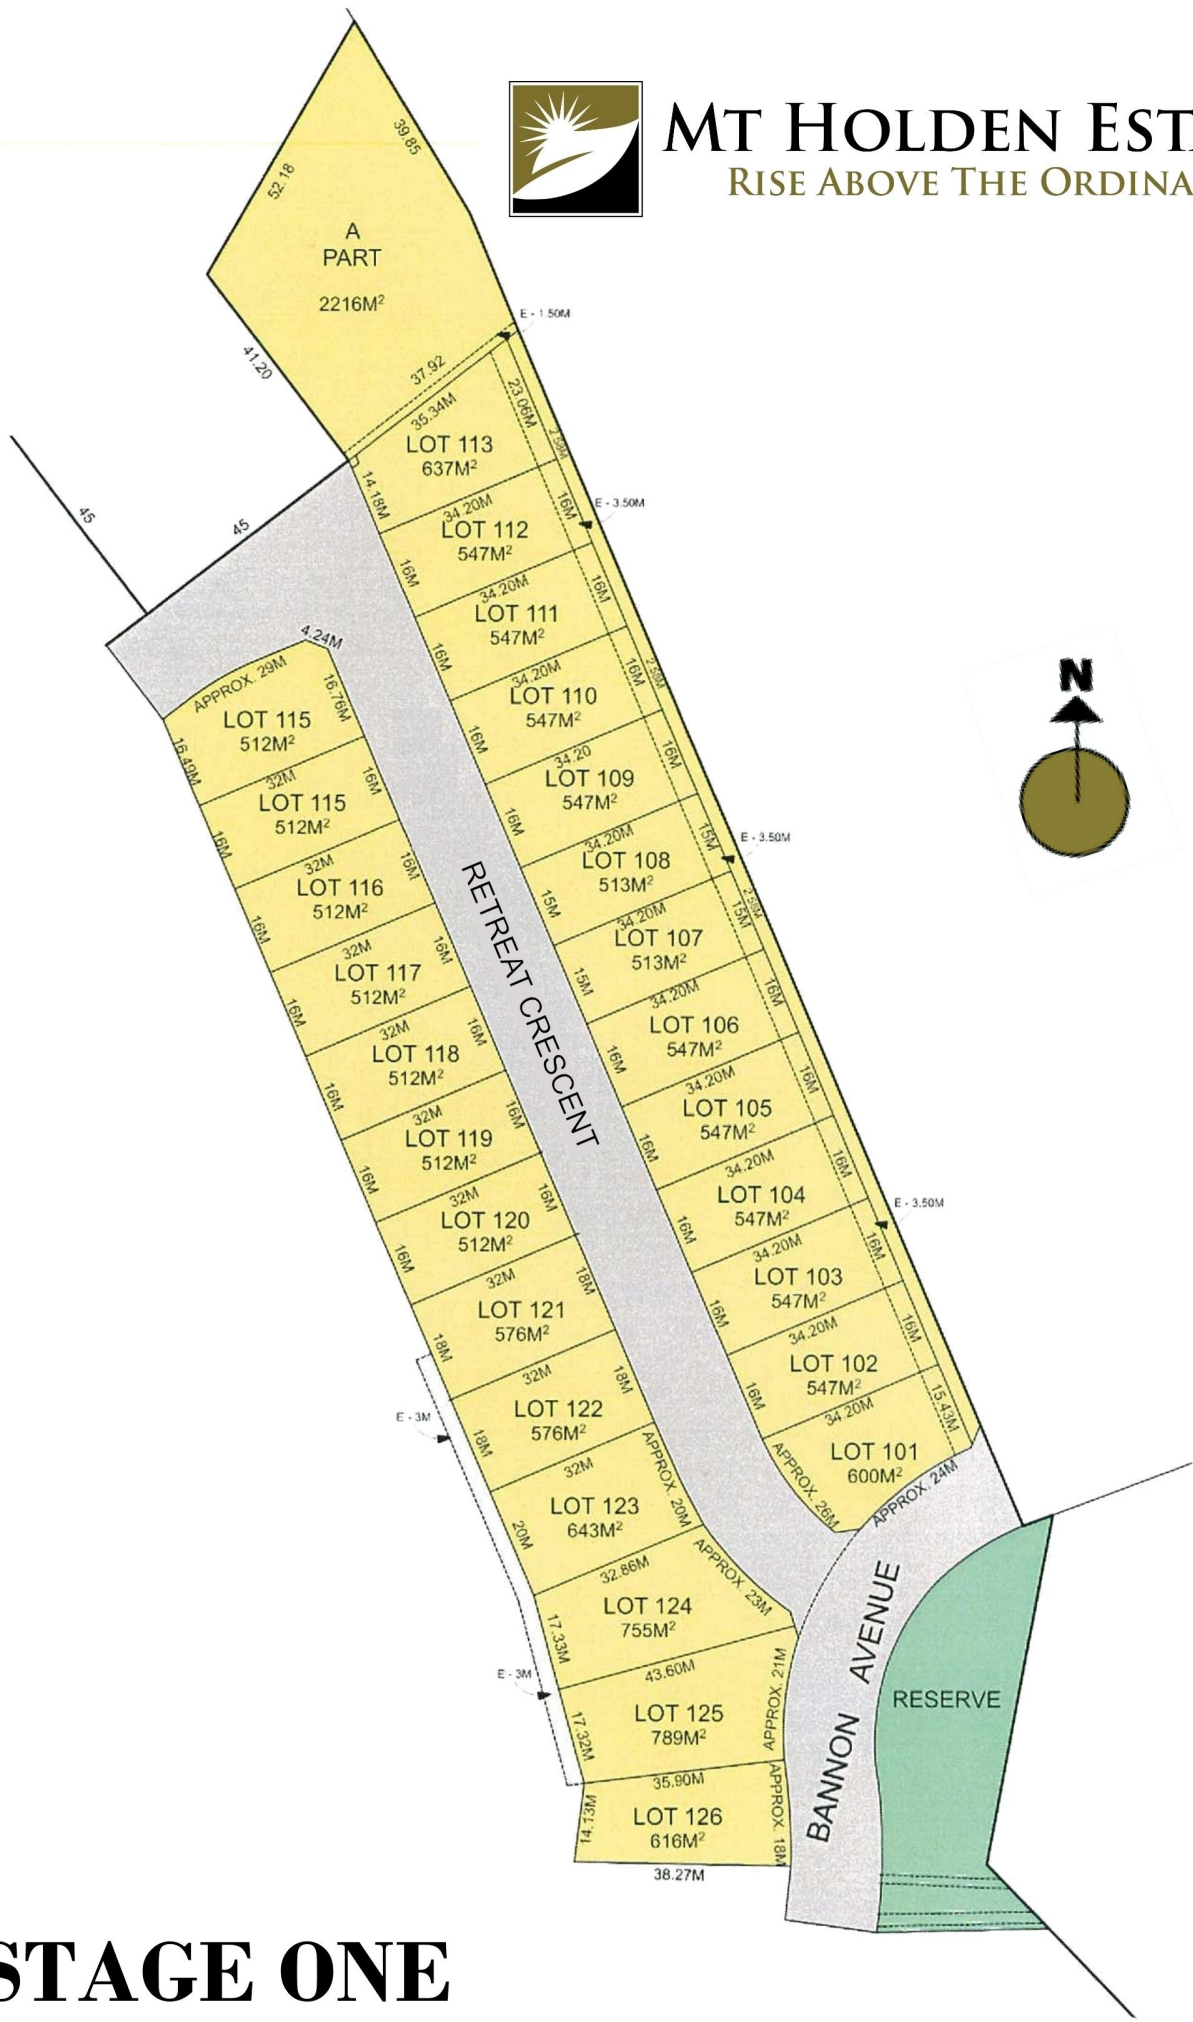 MT HOLDEN EST
RISE ABOVE THE ORDINA
39.85
52.18
A
PART
2216M²
41.20
E - 1.50M
37.92
35.34M
23.06M
LOT 113
637M²
2.58M
14.18M
45
45
34.20M
16M
E - 3.50M
LOT 112
547M²
16M
34.20M
16M
LOT 111
547M²
16M
4.24M
34.20M
16M
2.58M
LOT 110
547M²
16M
APPROX. 29M
16.76M
LOT 115
512M²
16.49M
34.20
16M
LOT 109
547M²
16M
N
32M
16M
LOT 115
512M²
16M
34.20M
15M
E - 3.50M
LOT 108
513M²
15M
32M
16M
LOT 116
512M²
16M
RETREAT CRESCENT
34.20M
15M
2.58M
LOT 107
513M²
15M
32M
16M
LOT 117
512M²
16M
34.20M
16M
LOT 106
547M²
16M
32M
16M
LOT 118
512M²
16M
34.20M
16M
LOT 105
547M²
16M
32M
16M
LOT 119
512M²
16M
34.20M
16M
LOT 104
547M²
16M
E - 3.50M
32M
16M
LOT 120
512M²
16M
34.20M
16M
LOT 103
547M²
16M
32M
18M
LOT 121
576M²
18M
34.20M
16M
LOT 102
547M²
16M
32M
18M
LOT 122
576M²
18M
E - 3M
34.20M
15.43M
LOT 101
600M²
APPROX. 26M
APPROX. 24M
32M
APPROX. 20M
LOT 123
643M²
20M
32.86M
APPROX. 23M
LOT 124
755M²
17.33M
E - 3M
43.60M
APPROX. 21M
LOT 125
789M²
17.32M
BANNON AVENUE
RESERVE
35.90M
APPROX. 18M
LOT 126
616M²
14.13M
38.27M
STAGE ONE